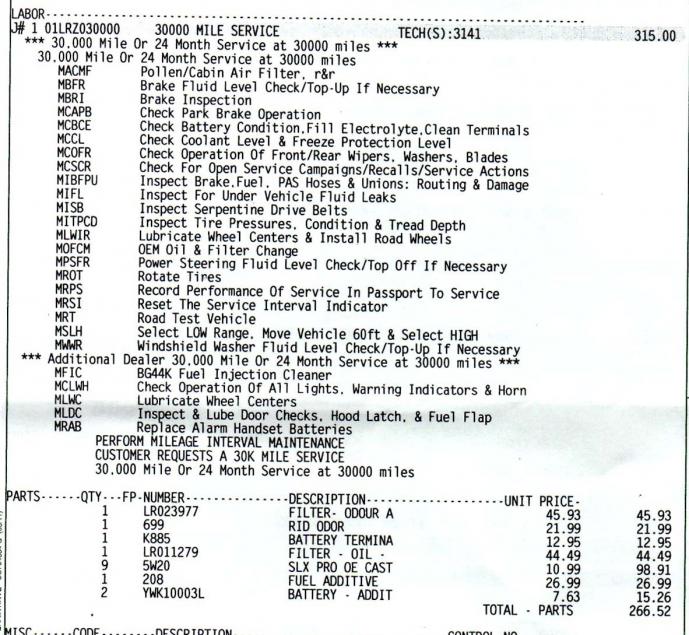 LABOR
J# 1 01LRZ030000 30000 MILE SERVICE TECH(S):3141 315.00
*** 30,000 Mile Or 24 Month Service at 30000 miles ***
30,000 Mile Or 24 Month Service at 30000 miles
MACMF Pollen/Cabin Air Filter, r&r
MBFR Brake Fluid Level Check/Top-Up If Necessary
MBRI Brake Inspection
MCAPB Check Park Brake Operation
MCBCE Check Battery Condition,Fill Electrolyte,Clean Terminals
MCCL Check Coolant Level & Freeze Protection Level
MCOFR Check Operation Of Front/Rear Wipers, Washers, Blades
MCSCR Check For Open Service Campaigns/Recalls/Service Actions
MIBFPU Inspect Brake,Fuel, PAS Hoses & Unions: Routing & Damage
MIFL Inspect For Under Vehicle Fluid Leaks
MISB Inspect Serpentine Drive Belts
MITPCD Inspect Tire Pressures, Condition & Tread Depth
MLWIR Lubricate Wheel Centers & Install Road Wheels
MOFCM OEM Oil & Filter Change
MPSFR Power Steering Fluid Level Check/Top Off If Necessary
MROT Rotate Tires
MRPS Record Performance Of Service In Passport To Service
MRSI Reset The Service Interval Indicator
MRT Road Test Vehicle
MSLH Select LOW Range, Move Vehicle 60ft & Select HIGH
MWWR Windshield Washer Fluid Level Check/Top-Up If Necessary
*** Additional Dealer 30,000 Mile Or 24 Month Service at 30000 miles ***
MFIC BG44K Fuel Injection Cleaner
MCLWH Check Operation Of All Lights, Warning Indicators & Horn
MLWC Lubricate Wheel Centers
MLDC Inspect & Lube Door Checks, Hood Latch, & Fuel Flap
MRAB Replace Alarm Handset Batteries
PERFORM MILEAGE INTERVAL MAINTENANCE
CUSTOMER REQUESTS A 30K MILE SERVICE
30,000 Mile Or 24 Month Service at 30000 miles
PARTS------QTY---FP-NUMBER---------------DESCRIPTION--------------------UNIT PRICE-
1 LR023977 FILTER- ODOUR A 45.93 45.93
1 699 RID ODOR 21.99 21.99
1 K885 BATTERY TERMINA 12.95 12.95
1 LR011279 FILTER - OIL - 44.49 44.49
9 5W20 SLX PRO OE CAST 10.99 98.91
1 208 FUEL ADDITIVE 26.99 26.99
2 YWK10003L BATTERY - ADDIT 7.63 15.26
TOTAL - PARTS 266.52
MISC......CODE.........DESCRIPTION CONTROL NO